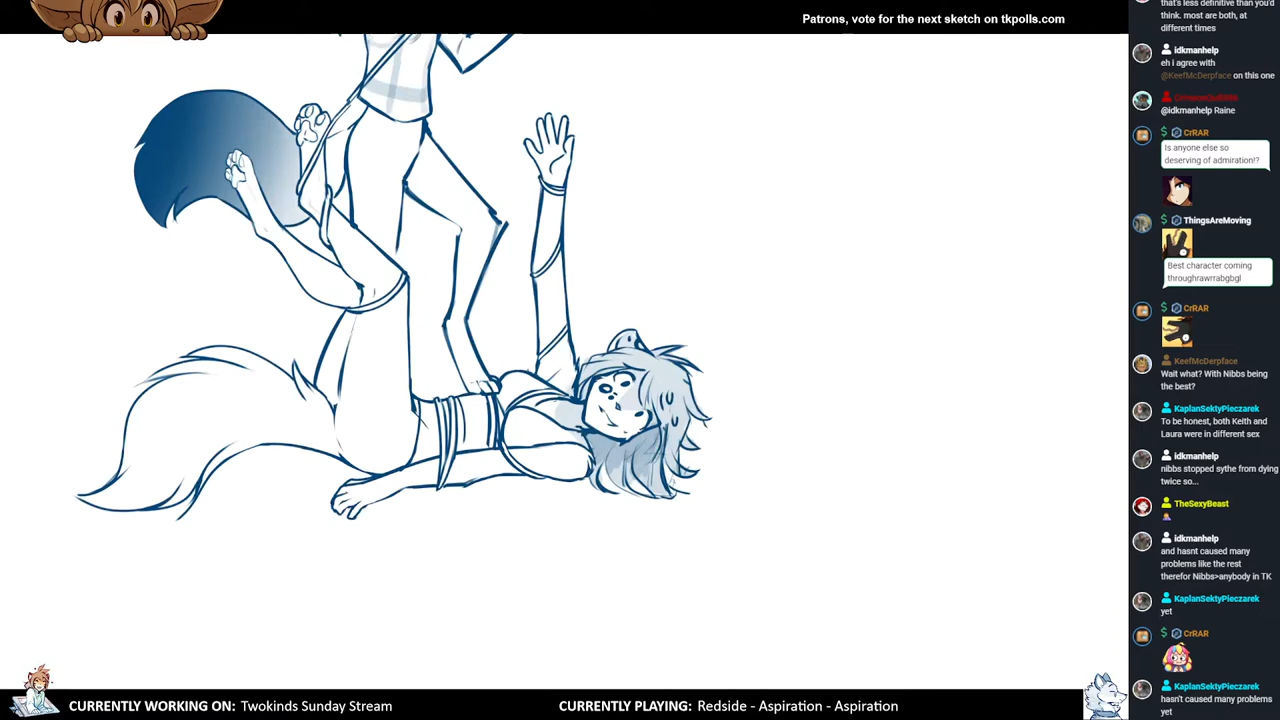 Patrons, vote for the next sketch on tkpolls.com
that's less definitive than you'd
think. most are both, at
different times
idkmanhelp
eh i agree with
@KeefMcDerpface on this one
@idkmanhelp Raine
CrRAR
Is anyone else so
deserving of admiration!?
ThingsAreMoving
Best character coming
throughrawrrabgbgl
CrRAR
KeefMcDerpface
Wait what? With Nibbs being
the best?
KaplanSektyPieczarek
To be honest, both Keith and
Laura were in different sex
idkmanhelp
nibbs stopped sythe from dying
twice so...
TheSexyBeast
idkmanhelp
and hasnt caused many
problems like the rest
therefor Nibbs>anybody in TK
KaplanSektyPieczarek
yet
CrRAR
KaplanSektyPieczarek
hasn't caused many problems
yet
CURRENTLY WORKING ON: Twokinds Sunday Stream
CURRENTLY PLAYING: Redside - Aspiration - Aspiration